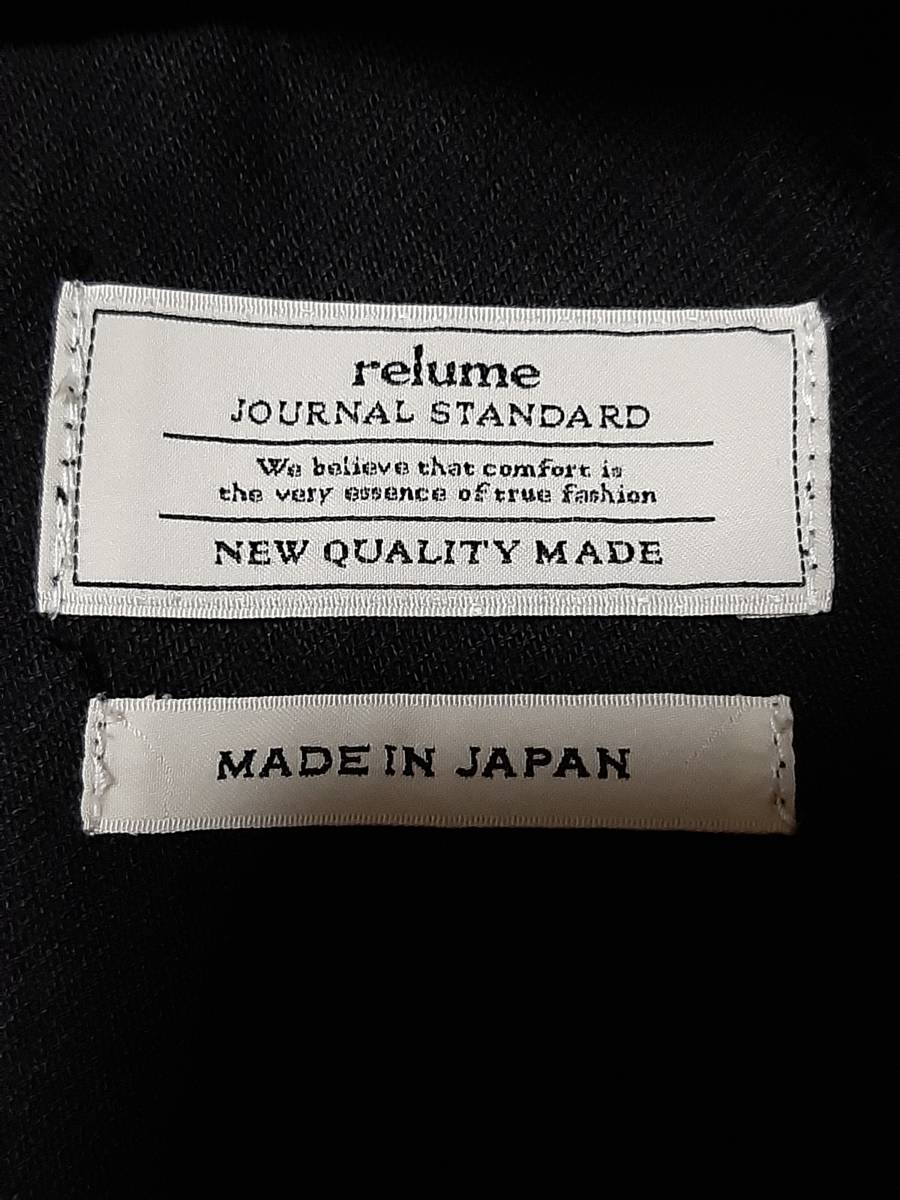 relume
JOURNAL STANDARD
We believe that comfort is
the very essence of true fashion
NEW QUALITY MADE
MADE IN JAPAN